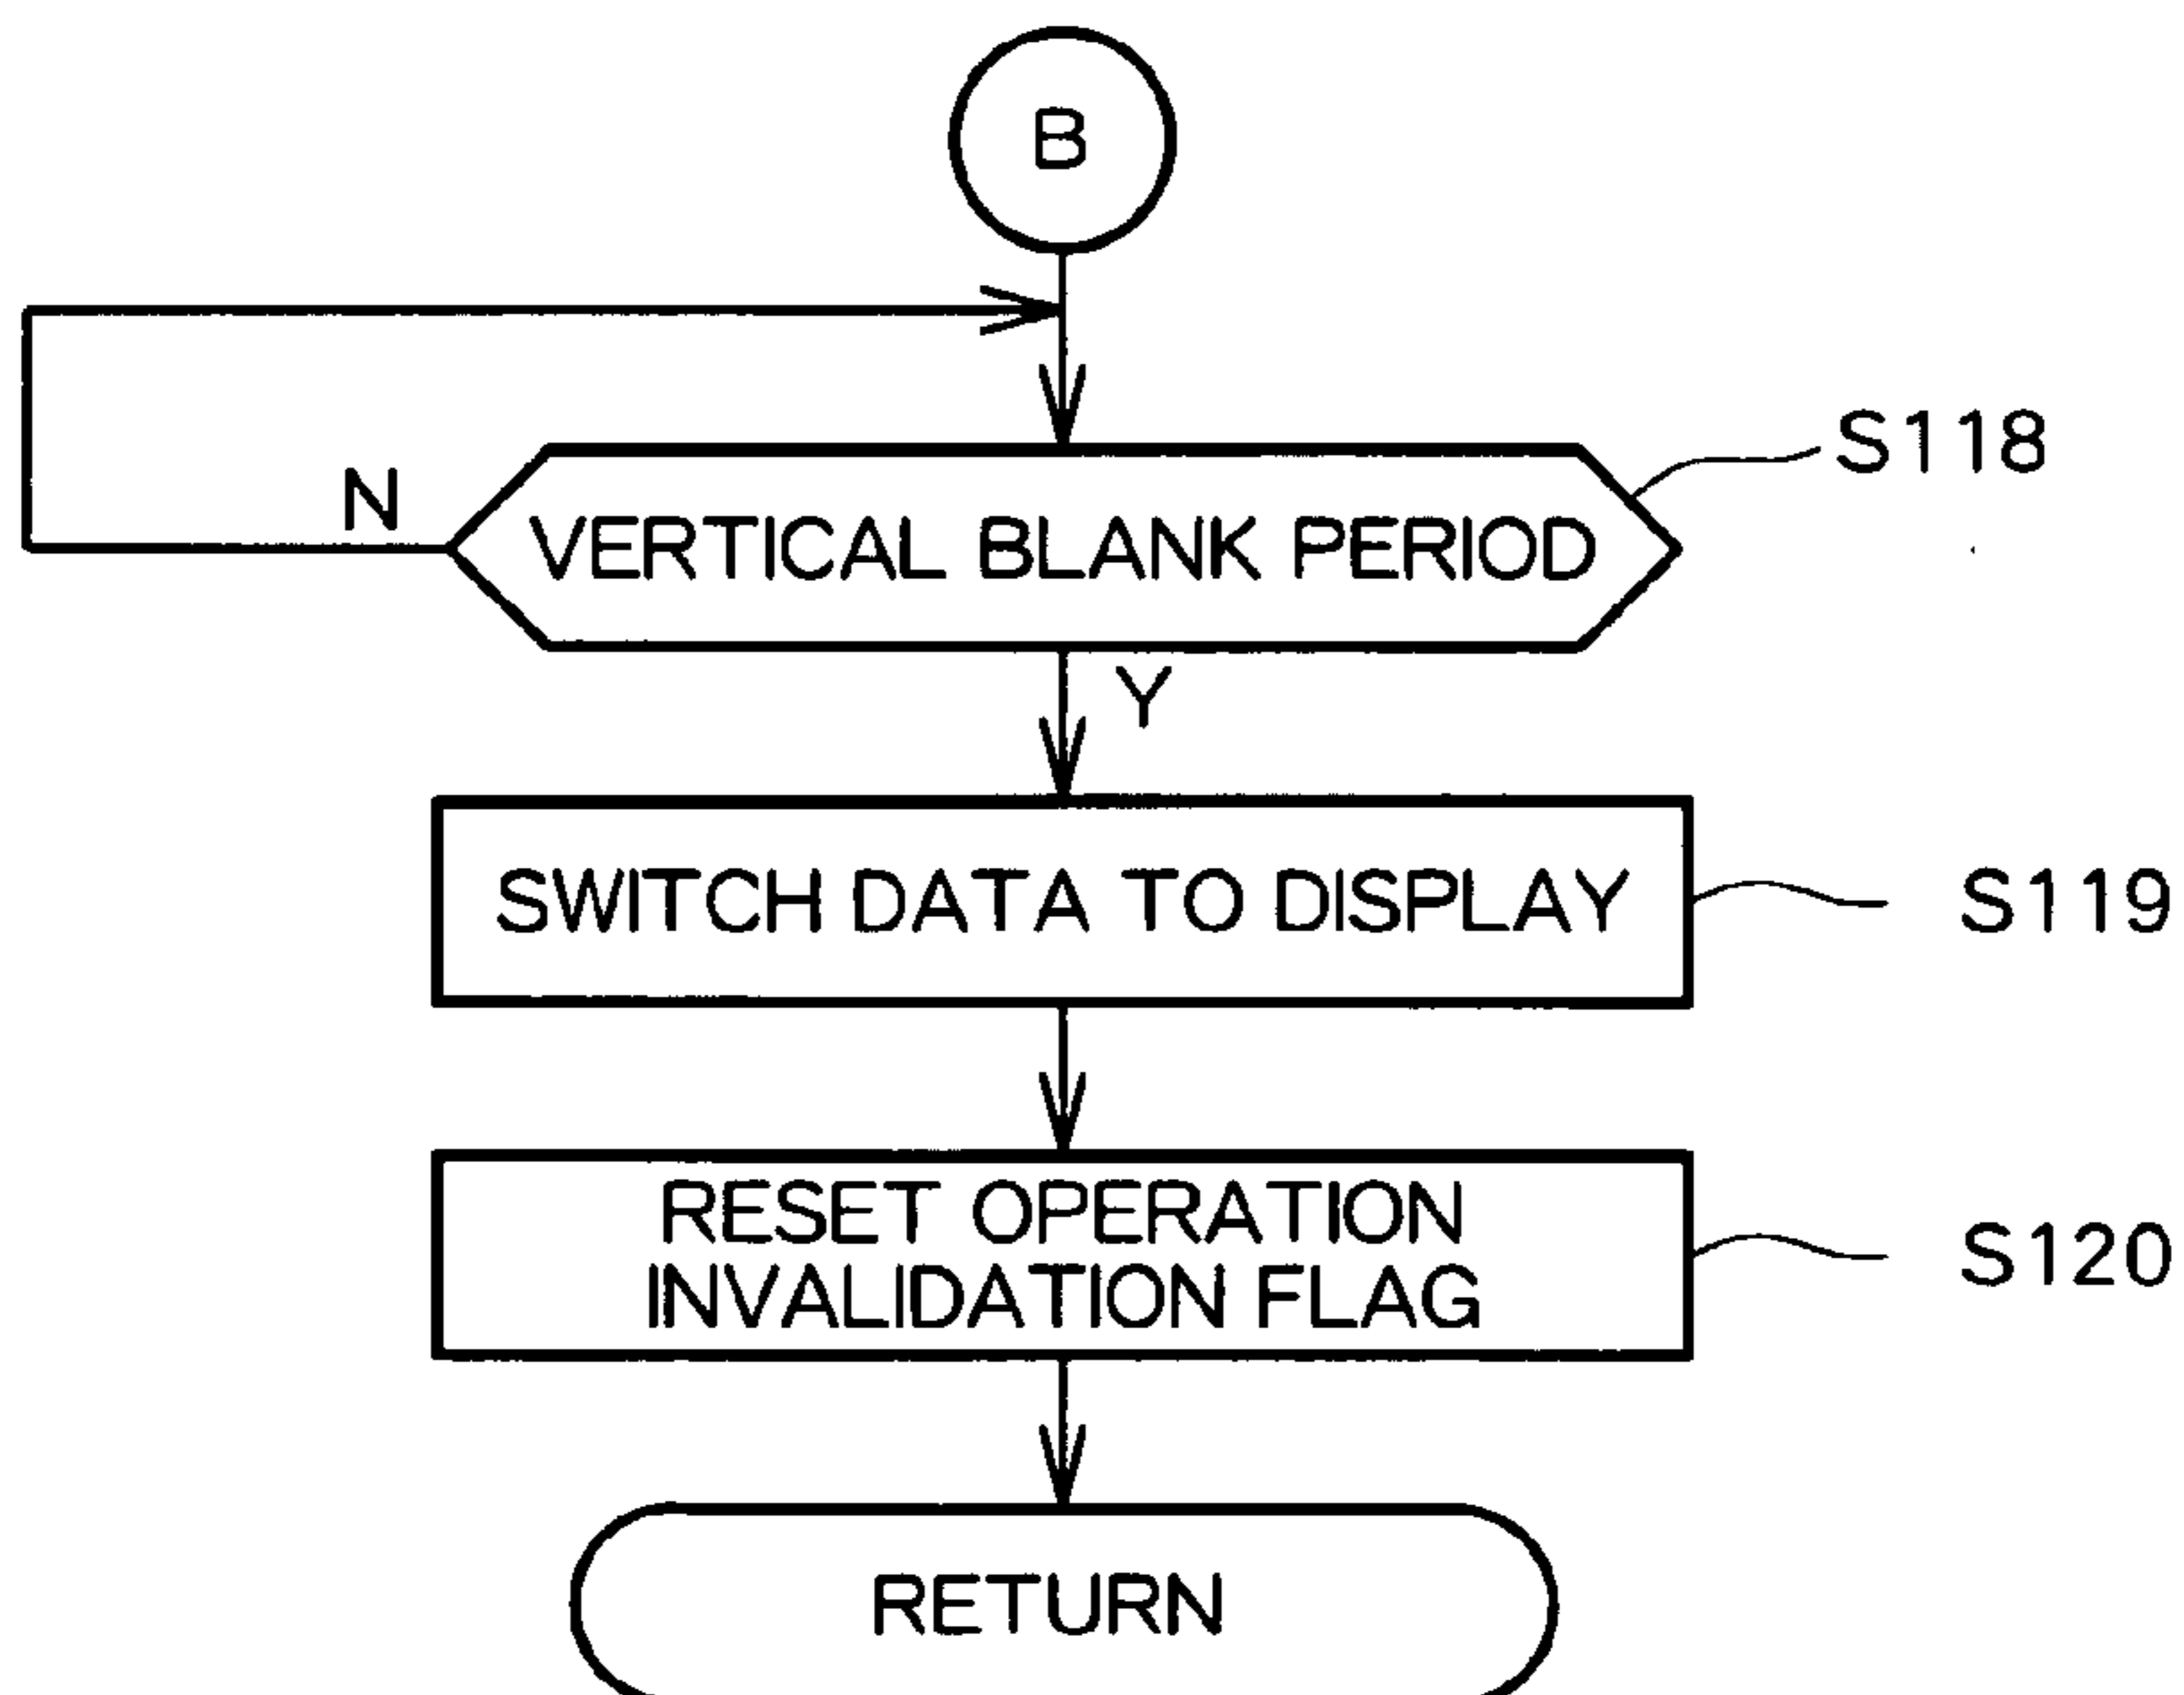 B
S118
N
VERTICAL BLANK PERIOD
Y
SWITCH DATA TO DISPLAY
S119
RESET OPERATION
INVALIDATION FLAG
S120
RETURN